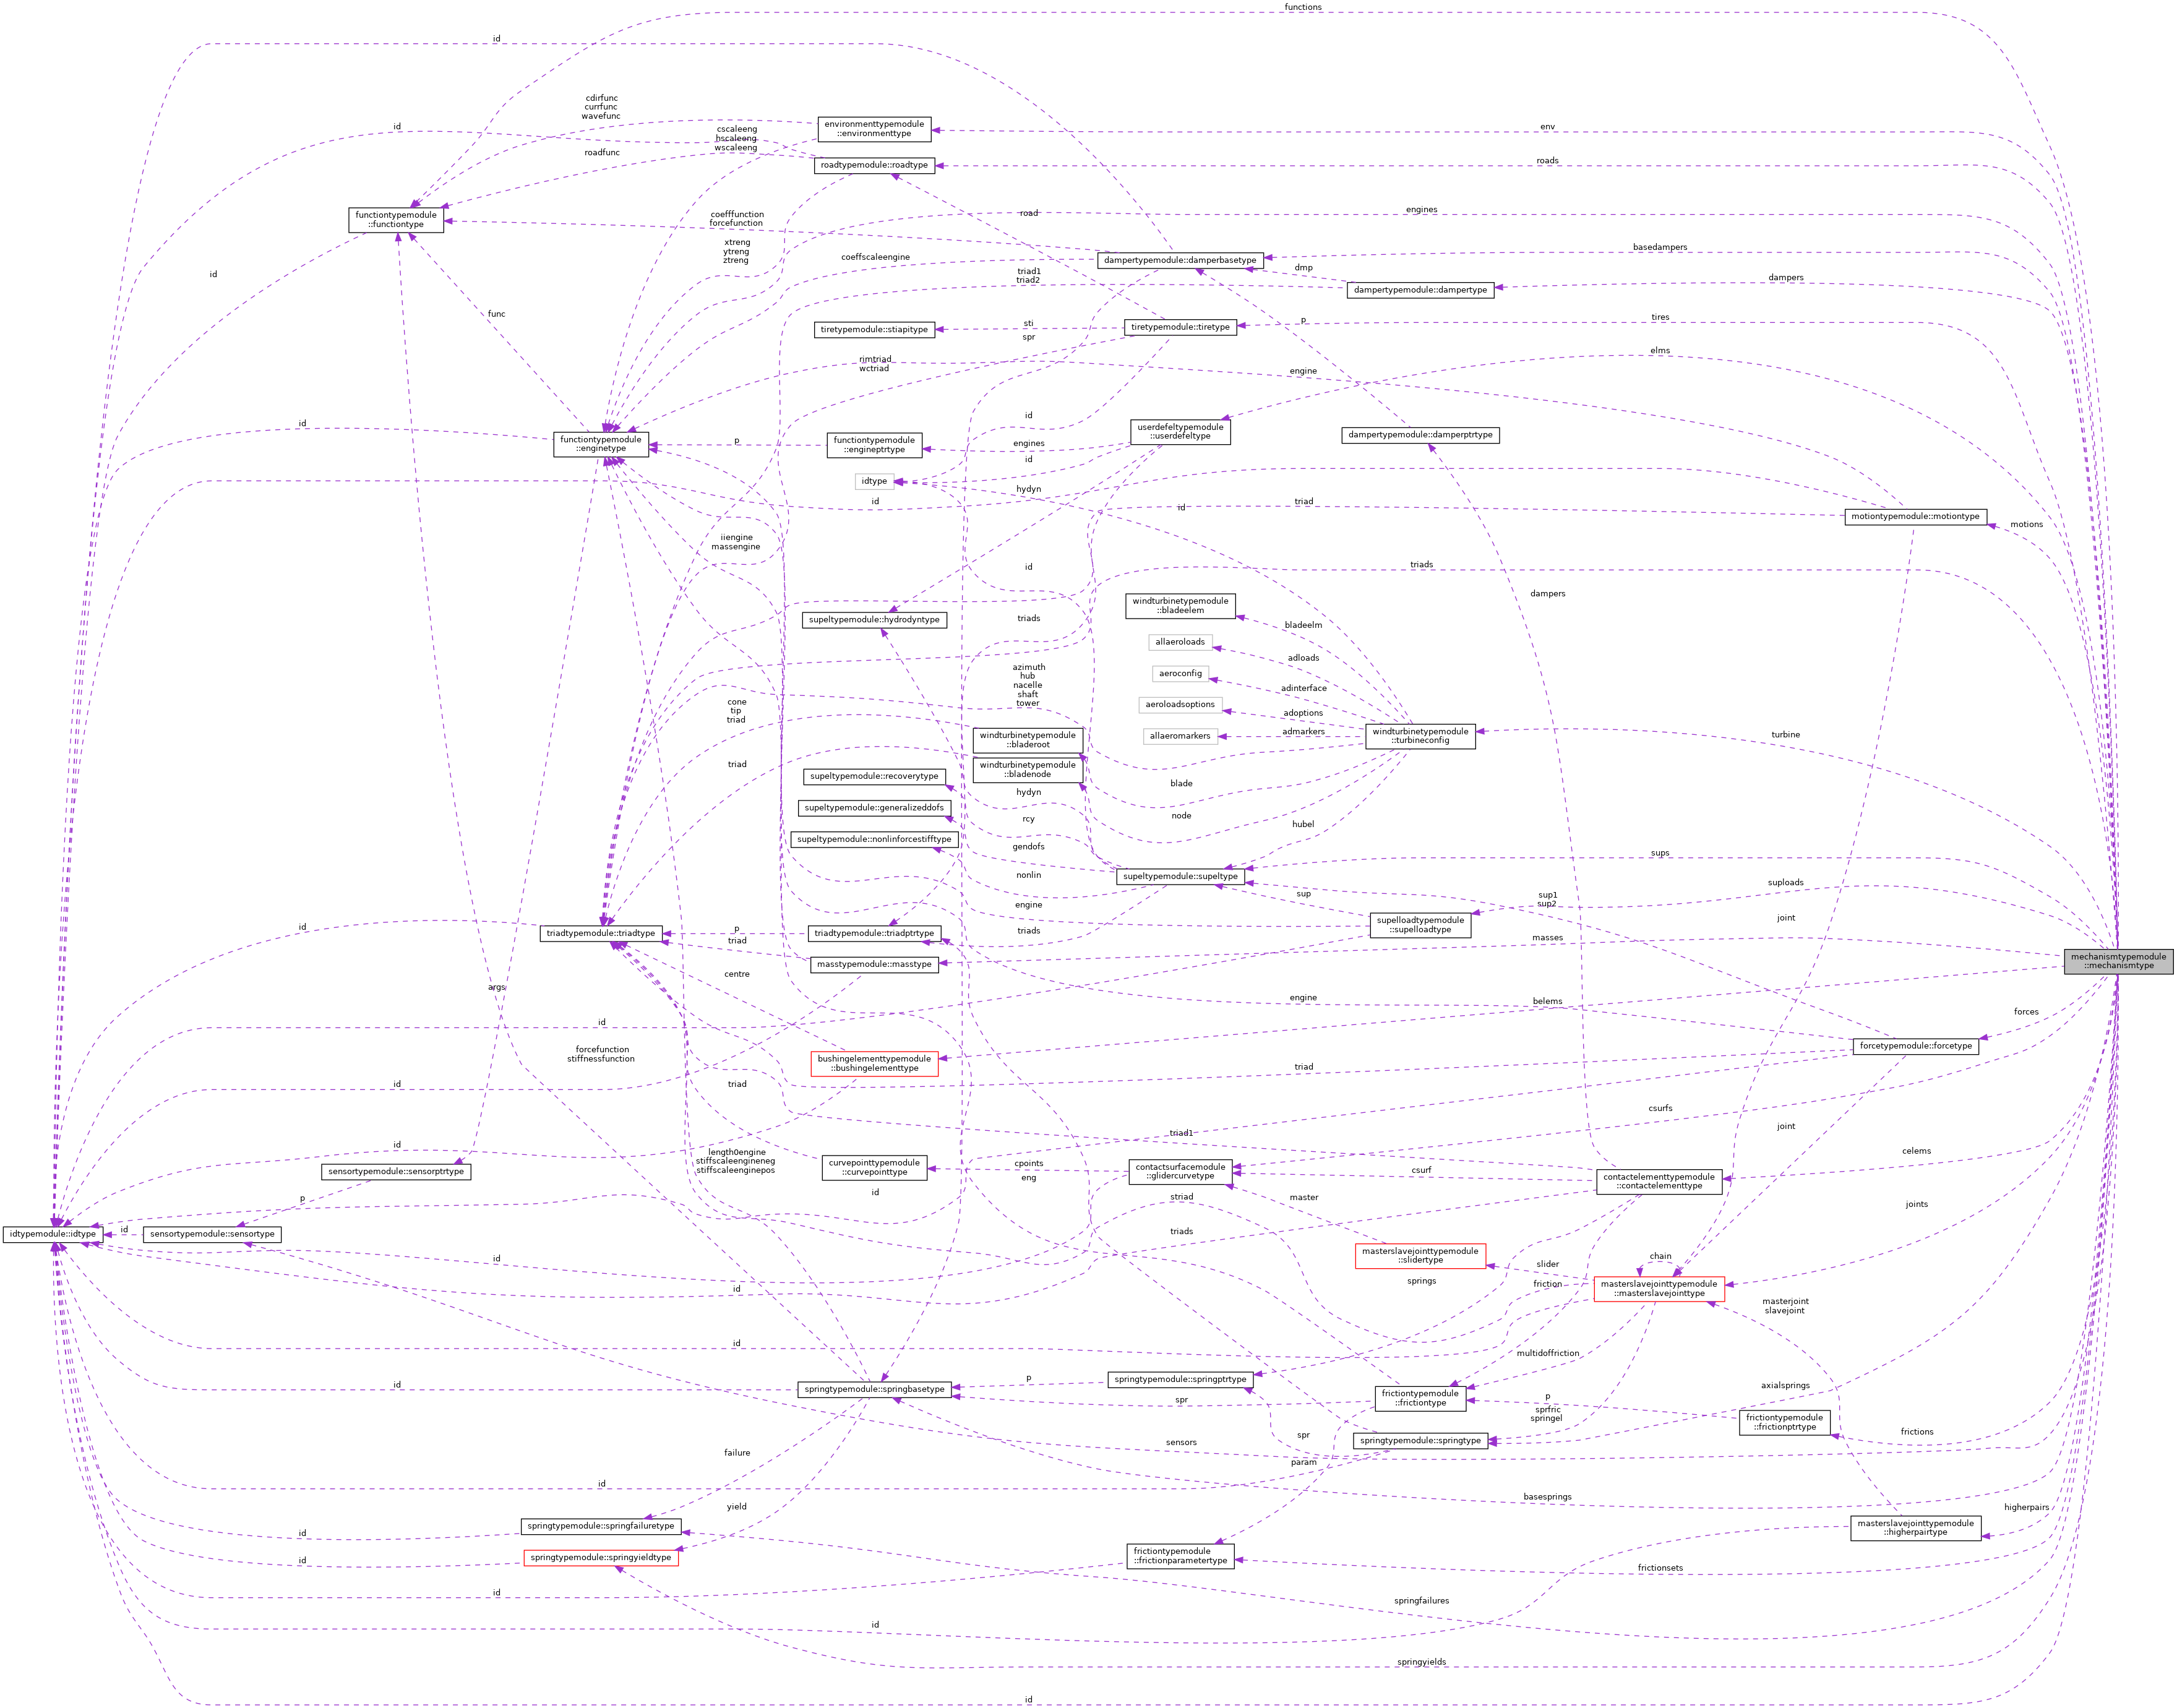 functions
id
cdirfunc
currfunc
wavefunc
environmenttypemodule
::environmenttype
env
id
cscaleeng
hscaleeng
wscaleeng
roadfunc
roadtypemodule::roadtype
roads
functiontypemodule
::functiontype
coefffunction
forcefunction
road
engines
xtreng
ytreng
ztreng
coeffscaleengine
dampertypemodule::damperbasetype
basedampers
id
triad1
triad2
dmp
dampertypemodule::dampertype
dampers
func
tiretypemodule::stiapitype
sti
spr
tiretypemodule::tiretype
p
tires
rimtriad
wctriad
engine
elms
id
functiontypemodule
::enginetype
p
functiontypemodule
::engineptrtype
id
engines
id
userdefeltypemodule
::userdefeltype
dampertypemodule::damperptrtype
idtype
hydyn
id
id
triad
motiontypemodule::motiontype
motions
iiengine
massengine
id
triads
dampers
supeltypemodule::hydrodyntype
triads
windturbinetypemodule
::bladeelem
bladeelm
allaeroloads
adloads
aeroconfig
adinterface
azimuth
hub
nacelle
shaft
tower
aeroloadsoptions
adoptions
cone
tip
triad
windturbinetypemodule
::bladeroot
allaeromarkers
admarkers
windturbinetypemodule
::turbineconfig
turbine
triad
windturbinetypemodule
::bladenode
supeltypemodule::recoverytype
hydyn
blade
supeltypemodule::generalizeddofs
rcy
node
hubel
supeltypemodule::nonlinforcestifftype
gendofs
sups
nonlin
supeltypemodule::supeltype
suploads
sup
sup1
sup2
engine
supelloadtypemodule
::supelloadtype
joint
id
triadtypemodule::triadtype
p
triad
triadtypemodule::triadptrtype
triads
masses
masstypemodule::masstype
mechanismtypemodule
::mechanismtype
centre
args
engine
belems
id
forces
forcefunction
stiffnessfunction
bushingelementtypemodule
::bushingelementtype
triad
forcetypemodule::forcetype
id
triad
csurfs
joint
triad1
id
length0engine
stiffscaleengineneg
stiffscaleenginepos
sensortypemodule::sensorptrtype
curvepointtypemodule
::curvepointtype
cpoints
eng
contactsurfacemodule
::glidercurvetype
csurf
contactelementtypemodule
::contactelementtype
celems
p
id
striad
master
joints
idtypemodule::idtype
id
sensortypemodule::sensortype
triads
id
masterslavejointtypemodule
::slidertype
slider
chain
springs
friction
masterslavejointtypemodule
::masterslavejointtype
id
masterjoint
slavejoint
id
multidoffriction
id
springtypemodule::springbasetype
p
springtypemodule::springptrtype
spr
frictiontypemodule
::frictiontype
p
sprfric
springel
axialsprings
frictiontypemodule
::frictionptrtype
frictions
failure
sensors
spr
springtypemodule::springtype
param
id
yield
basesprings
higherpairs
id
springtypemodule::springfailuretype
masterslavejointtypemodule
::higherpairtype
id
springtypemodule::springyieldtype
frictiontypemodule
::frictionparametertype
frictionsets
id
springfailures
id
springyields
id